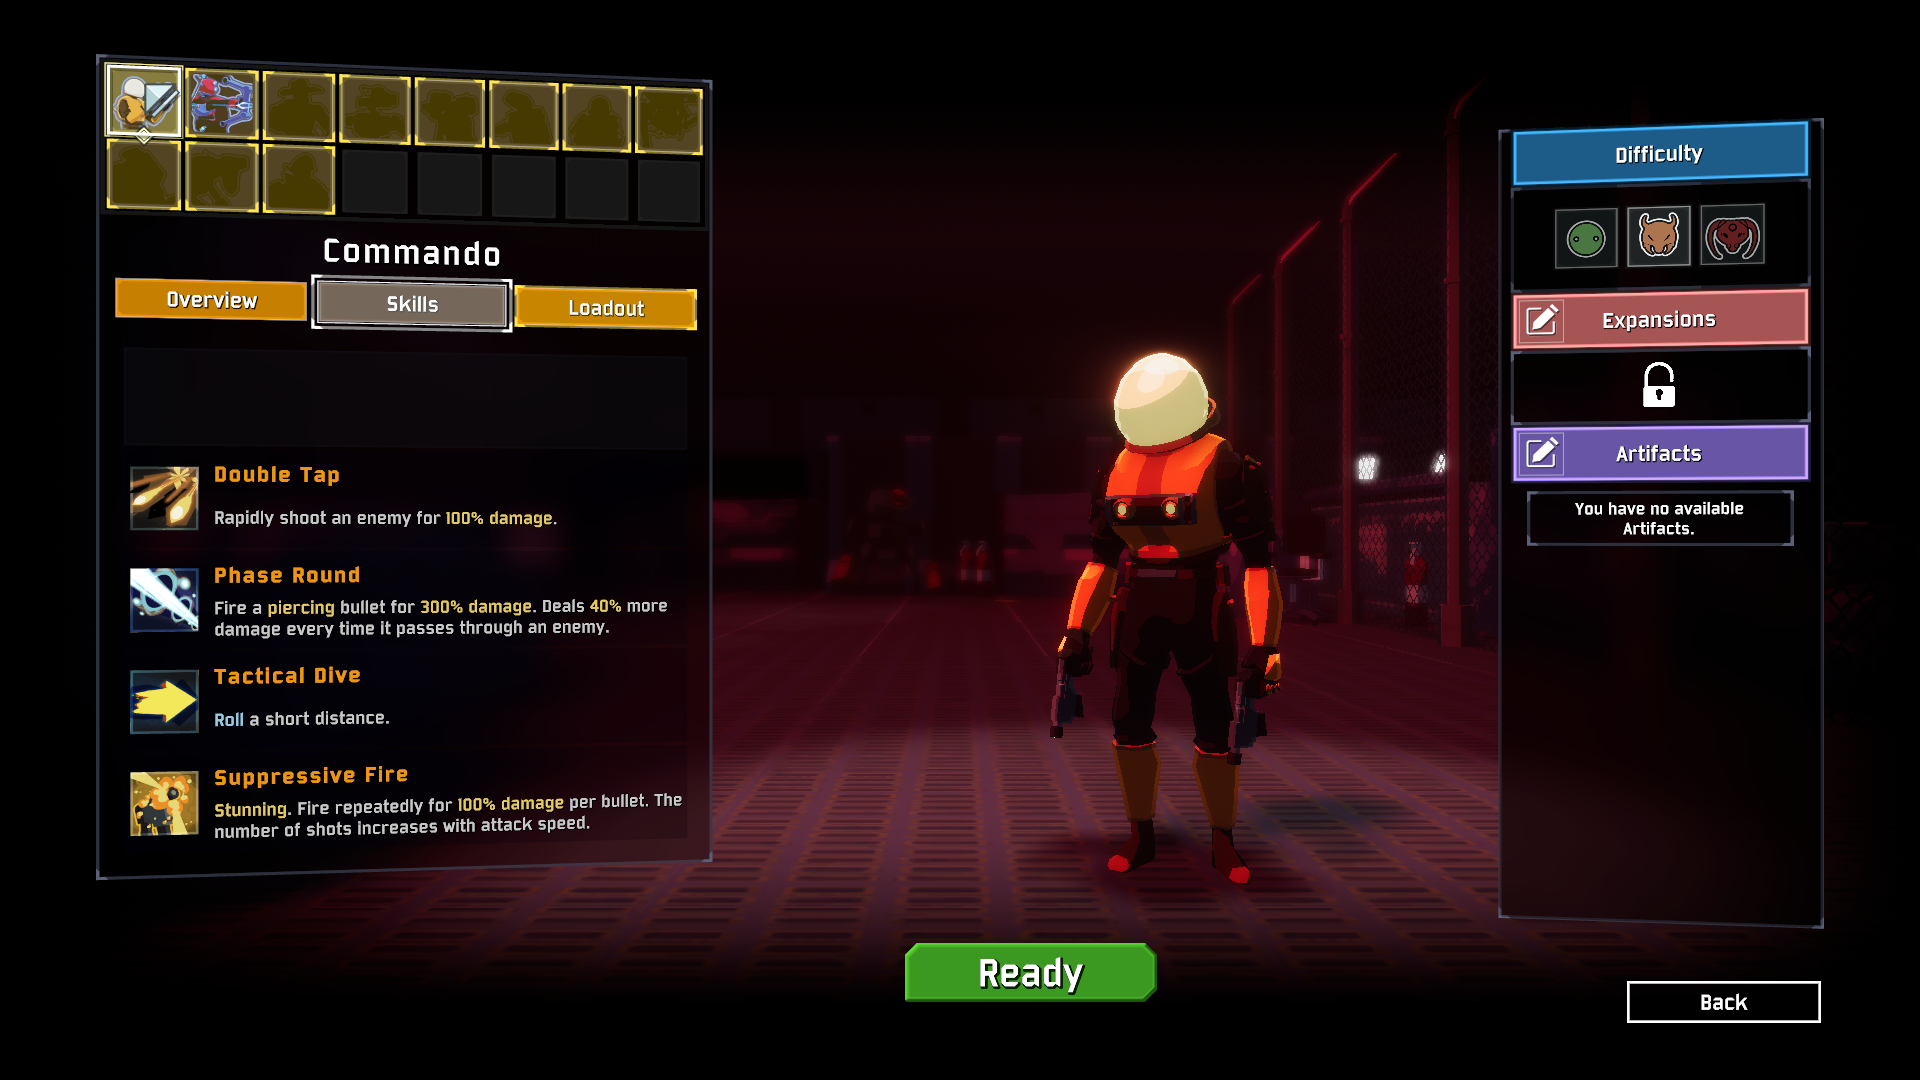 Commando
Overview
Skills
Loadout
Double Tap
Rapidly shoot an enemy for 100% damage.
Phase Round
Fire a piercing bullet for 300% damage. Deals 40% more
damage every time it passes through an enemy.
Tactical Dive
Roll a short distance.
Suppressive Fire
Stunning. Fire repeatedly for 100% damage per bullet. The
number of shots increases with attack speed.
Difficulty
Expansions
Artifacts
You have no available
Artifacts.
Ready
Back